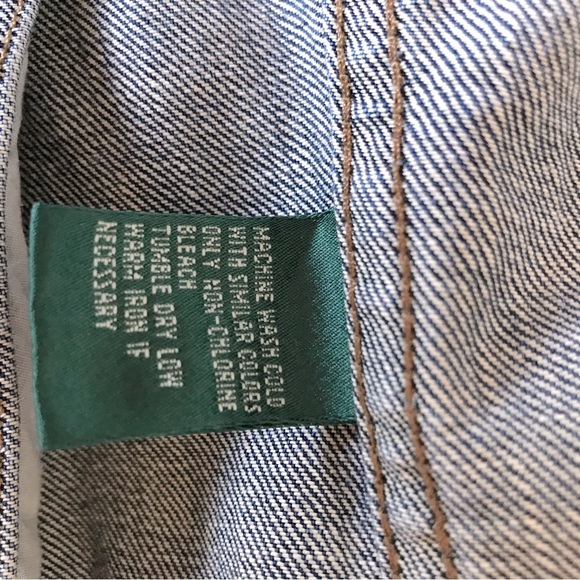 MACHINE WASH COLD
WITH SIMILAR COLORS
ONLY NON-CHLORINE
BLEACH
TUMBLE DRY LOW
WARM IRON IF
NECESSARY